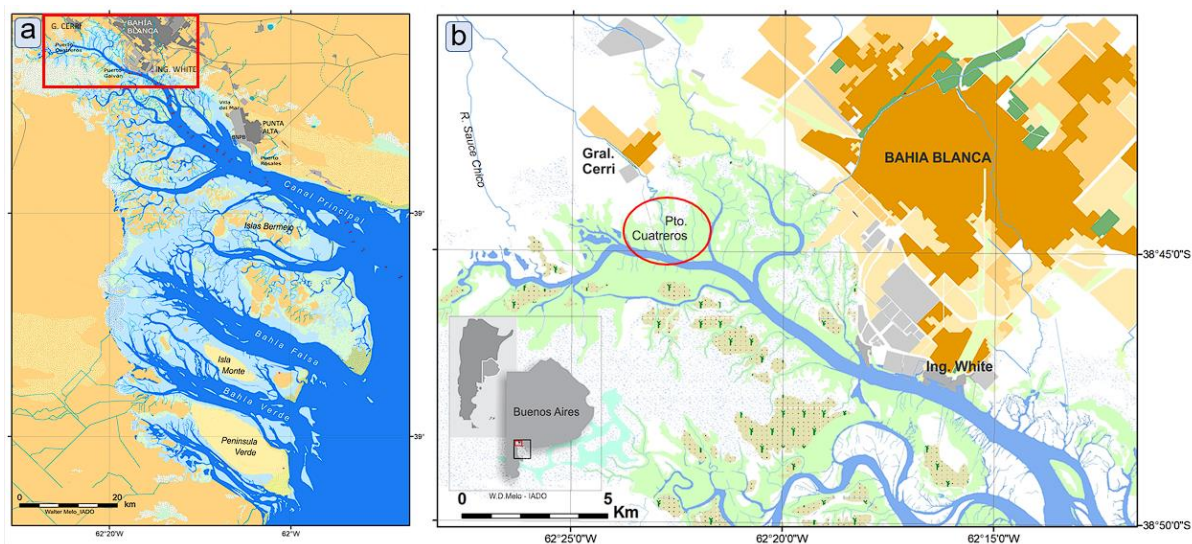 a
G. CERRI
BAHÍA
BLANCA
Puerto
Cuatreros
Puerto
Galván
ING. WHITE
Villa
del Mar
PUNTA
ALTA
Puerto
Rosales
Canal Principal
39°
Islas Bermejo
Bahía Falsa
Isla
Monte
Bahía Verde
39°
Peninsula
Verde
0 20
km
Walter Melo_IADO
62°20'W
62°W
b
R. Sauce Chico
Gral.
Cerri
BAHIA BLANCA
Pto.
Cuatreros
38°45'0"S
Ing. White
Buenos Aires
W.D.Melo - IADO
0 5
Km
38°50'0"S
62°25'0"W
62°20'0"W
62°15'0"W